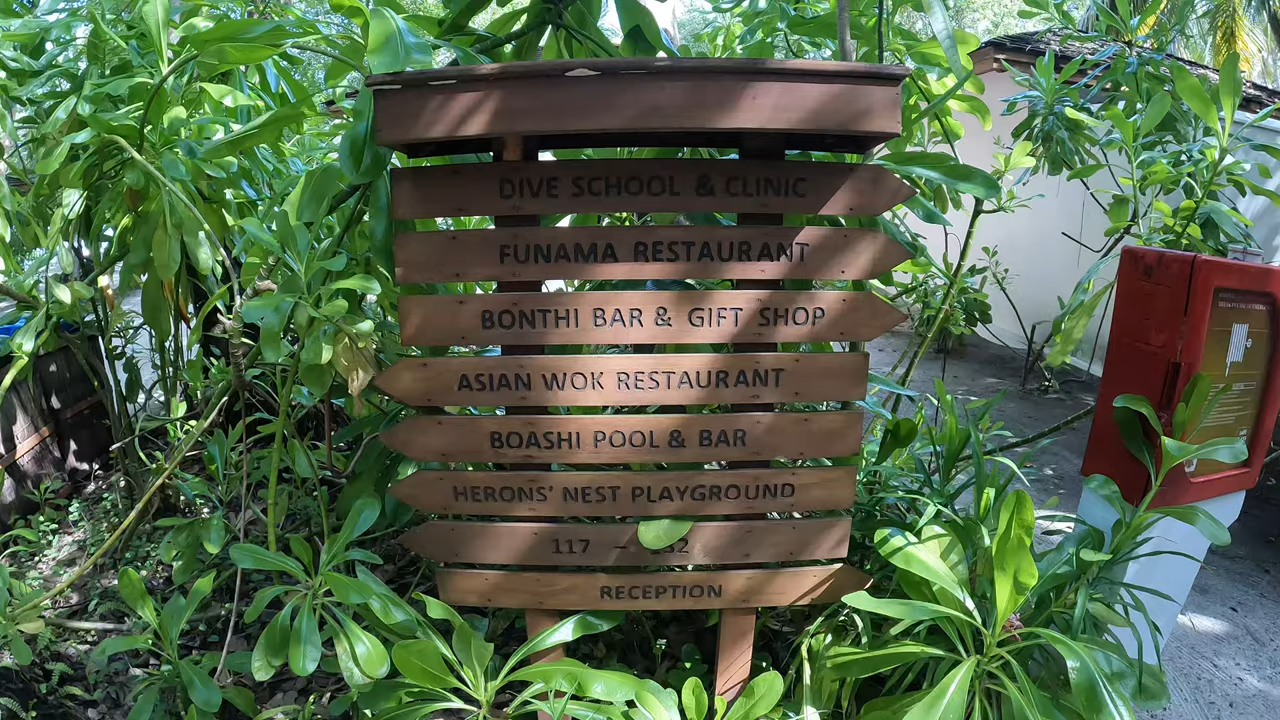 DIVE SCHOOL & CLINIC
FUNAMA RESTAURANT
BONTHI BAR & GIFT SHOP
ASIAN WOK RESTAURANT
BOASHI POOL & BAR
HERONS' NEST PLAYGROUND
117 –
RECEPTION